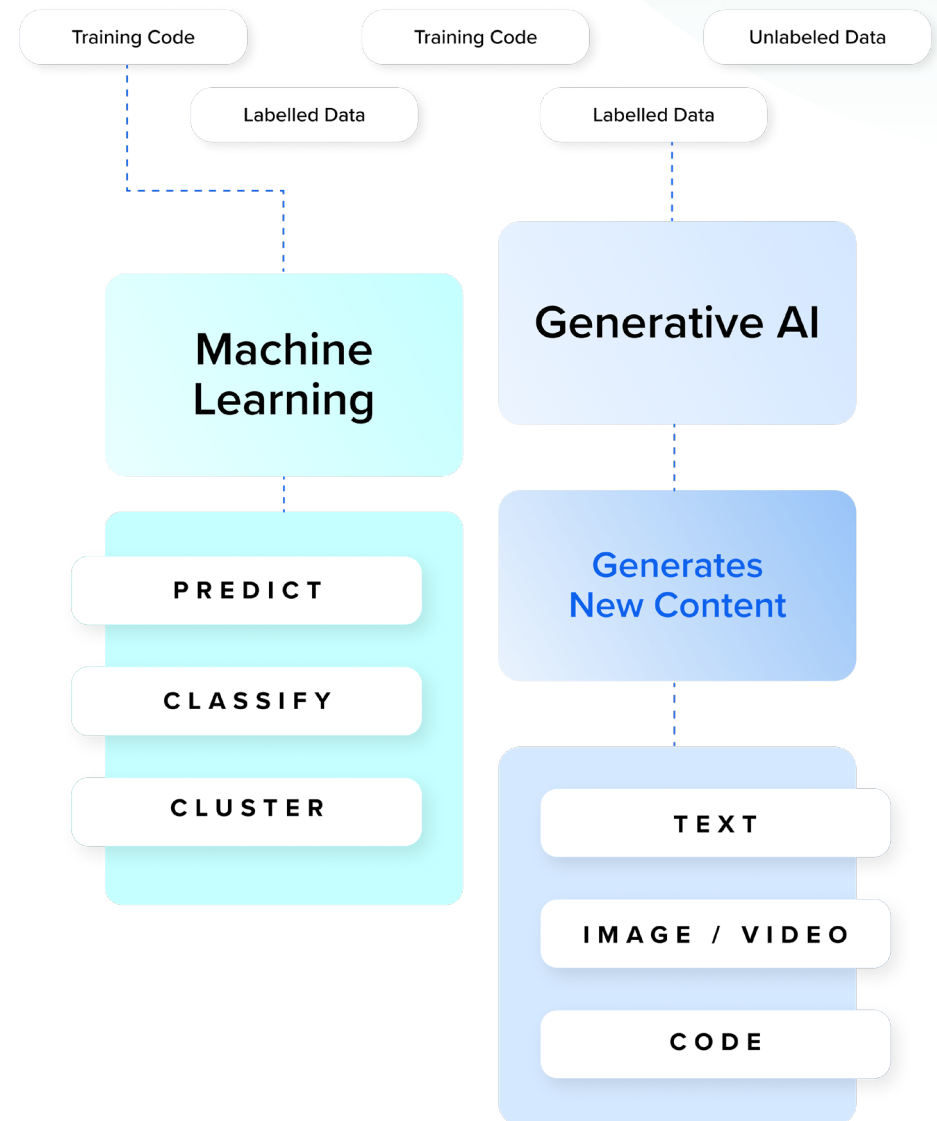 Training Code
Training Code
Unlabeled Data
Labelled Data
Labelled Data
Machine
Learning
PREDICT
CLASSIFY
CLUSTER
Generative AI
Generates
New Content
TEXT
IMAGE / VIDEO
CODE